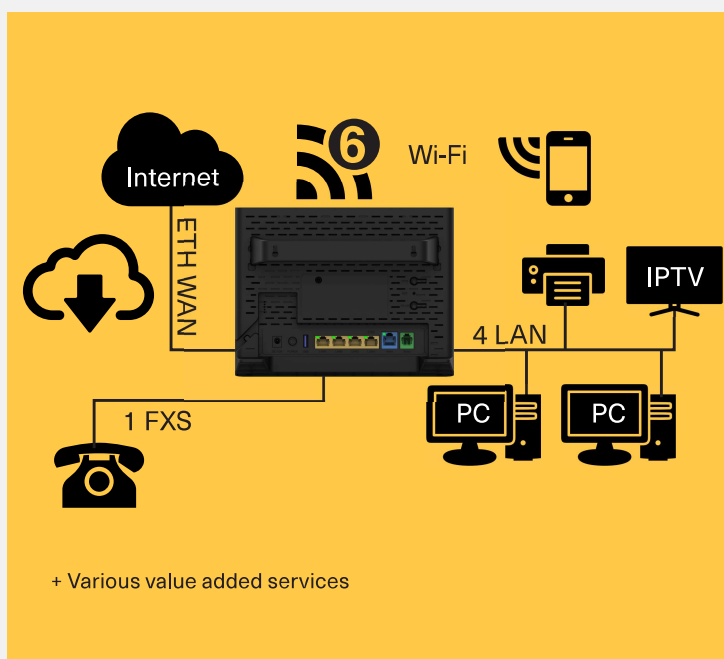 6
Wi-Fi
Internet
ETH WAN
IPTV
4 LAN
PC
PC
1 FXS
+ Various value added services